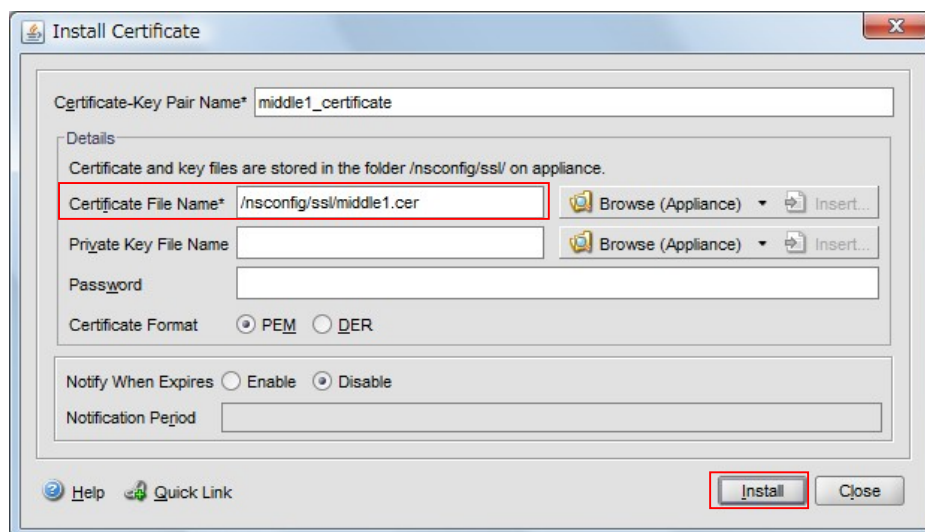 Install Certificate
X
Certificate-Key Pair Name* middle1_certificate
Details
Certificate and key files are stored in the folder /nsconfig/ssl/ on appliance.
Certificate File Name* /nsconfig/ssl/middle1.cer Browse (Appliance) Insert...
Private Key File Name Browse (Appliance) Insert...
Password
Certificate Format PEM DER
Notify When Expires Enable Disable
Notification Period
Help Quick Link Install Close